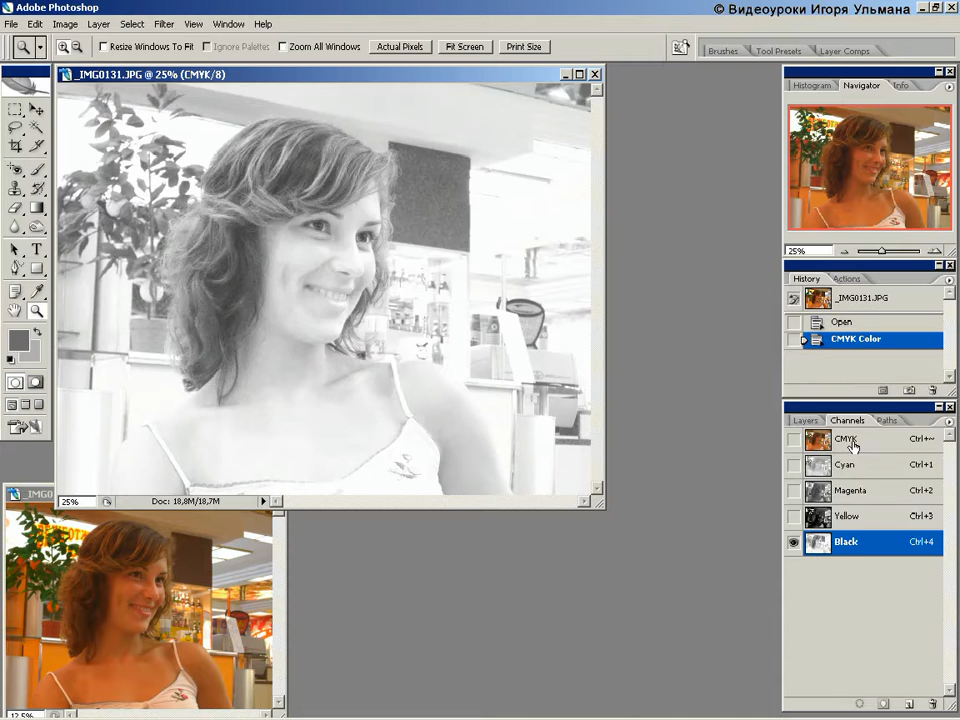 Adobe Photoshop
© Видеоуроки Игоря Ульмана
File Edit Image Layer Select Filter View Window Help
Resize Windows To Fit Ignore Palettes Zoom All Windows Actual Pixels Fit Screen Print Size
Brushes Tool Presets Layer Comps
_IMG0131.JPG @ 25% (CMYK/8)
Histogram Navigator Info
25%
History Actions
_IMG0131.JPG
Open
CMYK Color
Layers Channels Paths
CMYK Ctrl+~
Cyan Ctrl+1
Magenta Ctrl+2
Yellow Ctrl+3
Black Ctrl+4
25% Doc: 18,8M/18,7M
_IMG0
12,5%